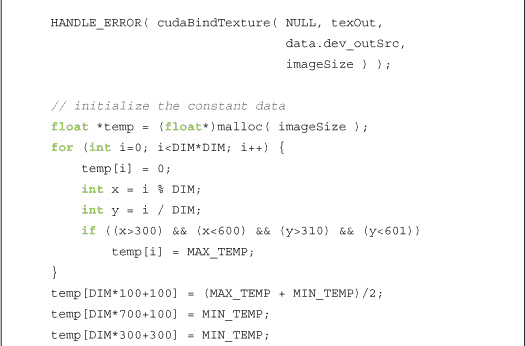 HANDLE_ERROR( cudaBindTexture( NULL, texOut,
data.dev_outSrc,
imageSize ) );
// initialize the constant data
float *temp = (float*)malloc( imageSize );
for (int i=0; i<DIM*DIM; i++) {
temp[i] = 0;
int x = i % DIM;
int y = i / DIM;
if ((x>300) && (x<600) && (y>310) && (y<601))
temp[i] = MAX_TEMP;
}
temp[DIM*100+100] = (MAX_TEMP + MIN_TEMP)/2;
temp[DIM*700+100] = MIN_TEMP;
temp[DIM*300+300] = MIN_TEMP;